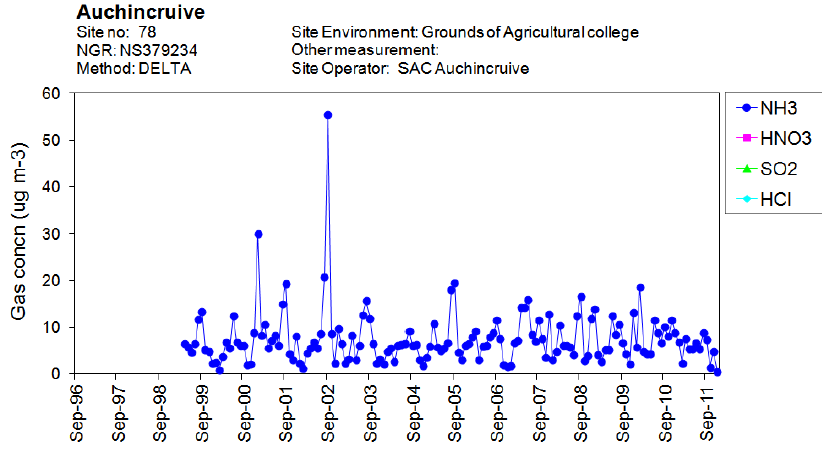 Auchincruive
Site no: 78 Site Environment: Grounds of Agricultural college
NGR: NS379234 Other measurement:
Method: DELTA Site Operator: SAC Auchincruive
Gas concn (ug m-3)
60
50
40
30
20
10
0
Sep-96
Sep-97
Sep-98
Sep-99
Sep-00
Sep-01
Sep-02
Sep-03
Sep-04
Sep-05
Sep-06
Sep-07
Sep-08
Sep-09
Sep-10
Sep-11
NH3
HNO3
SO2
HCl